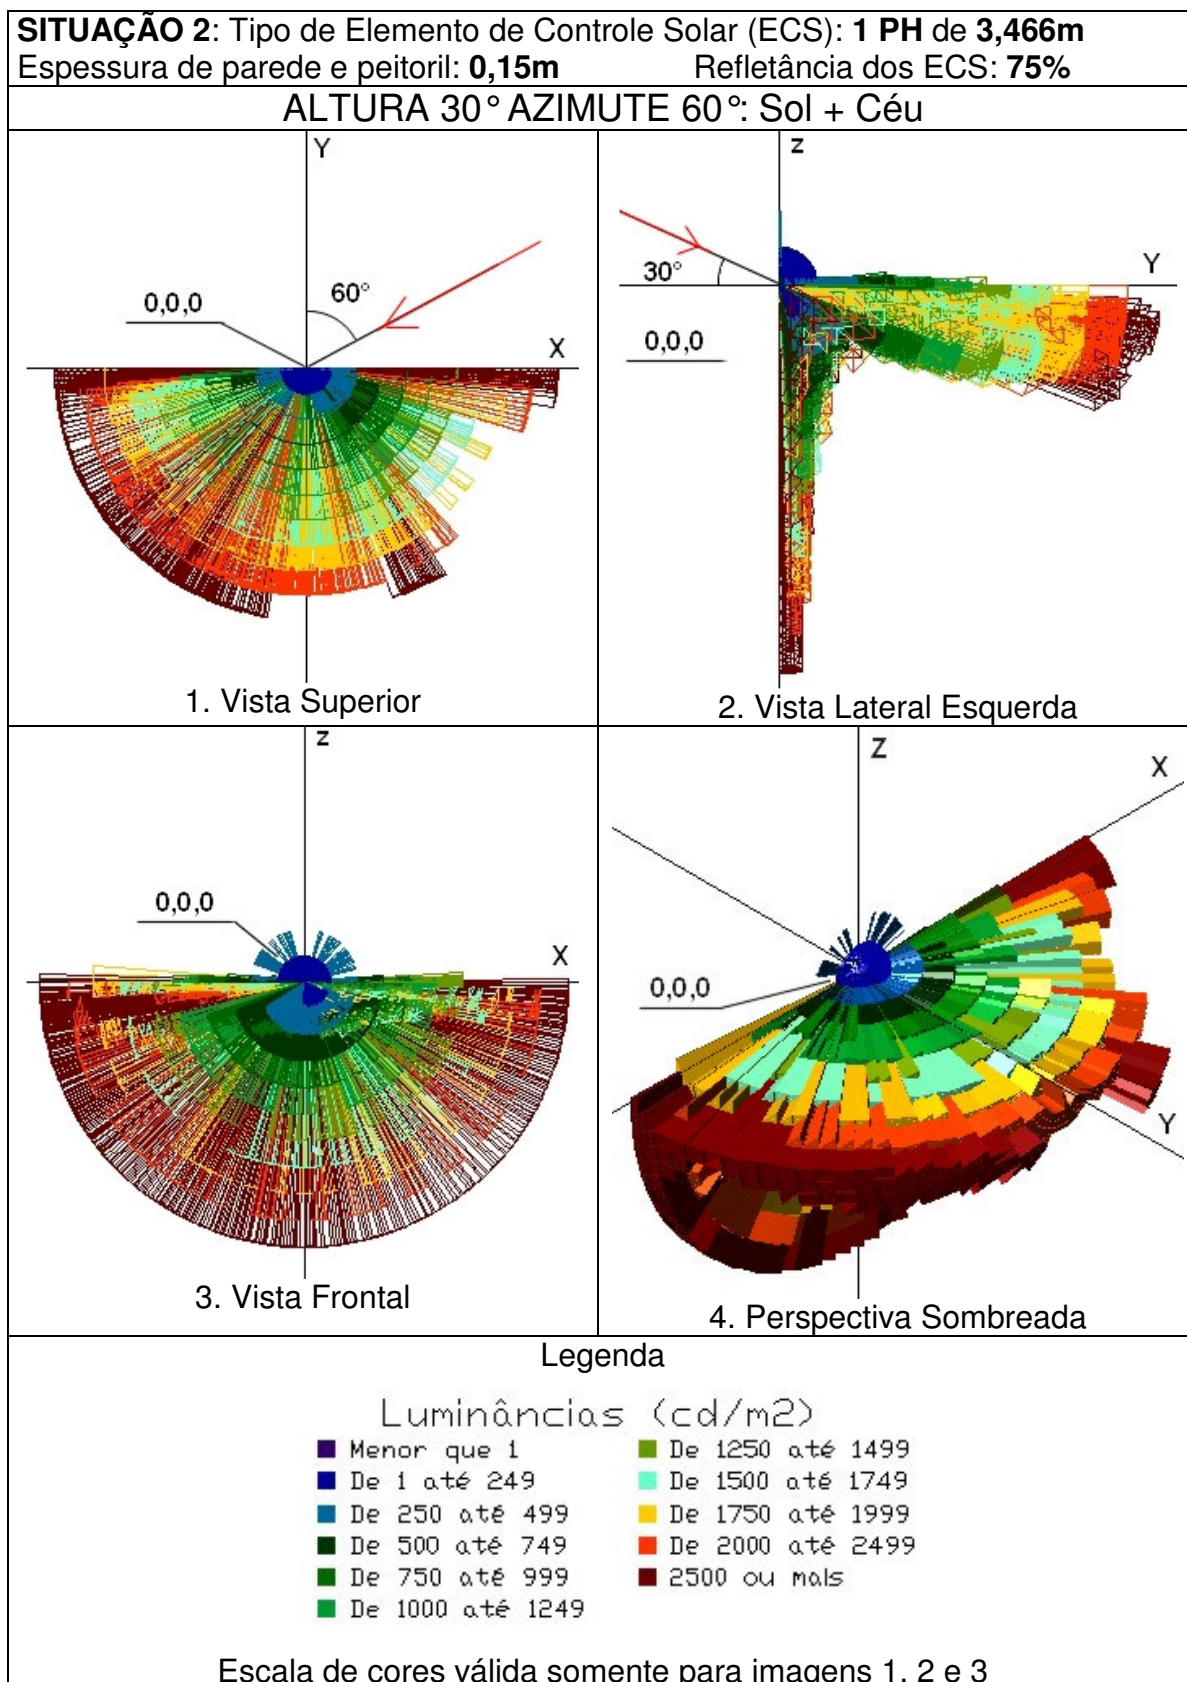 SITUAÇÃO 2: Tipo de Elemento de Controle Solar (ECS): 1 PH de 3,466m
Espessura de parede e peitoril: 0,15m Refletância dos ECS: 75%
ALTURA 30° AZIMUTE 60°: Sol + Céu
Y
60°
0,0,0
X
1. Vista Superior
z
Y
30°
0,0,0
2. Vista Lateral Esquerda
z
0,0,0
X
3. Vista Frontal
Z
X
0,0,0
Y
4. Perspectiva Sombreada
Legenda
Luminâncias (cd/m2)
Menor que 1
De 1 até 249
De 250 até 499
De 500 até 749
De 750 até 999
De 1000 até 1249
De 1250 até 1499
De 1500 até 1749
De 1750 até 1999
De 2000 até 2499
2500 ou mais
Escala de cores válida somente para imagens 1, 2 e 3